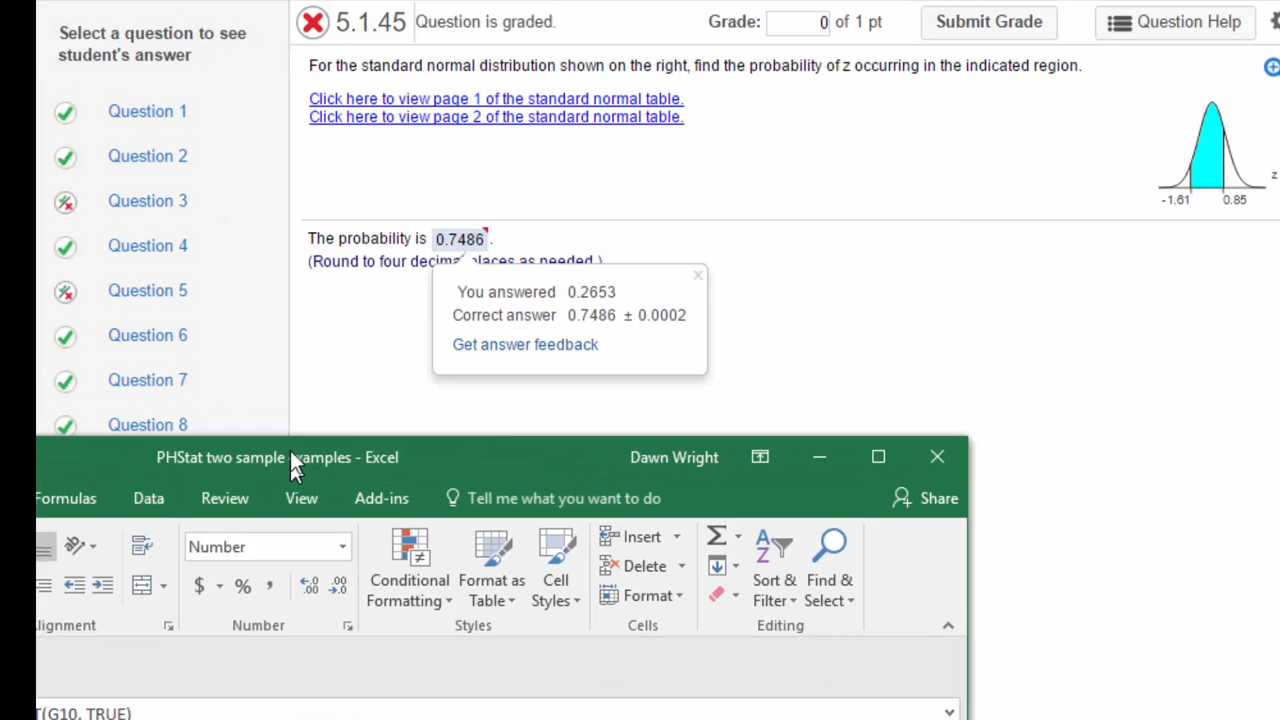 Select a question to see
student's answer
Question 1
Question 2
Question 3
Question 4
Question 5
Question 6
Question 7
Question 8
5.1.45 Question is graded. Grade: 0 of 1 pt Submit Grade Question Help
For the standard normal distribution shown on the right, find the probability of z occurring in the indicated region.
Click here to view page 1 of the standard normal table.
Click here to view page 2 of the standard normal table.
z
-1.61 0.85
The probability is 0.7486.
(Round to four decimal places as needed.)
You answered 0.2653
Correct answer 0.7486 ± 0.0002
Get answer feedback
PHStat two sample examples - Excel Dawn Wright
Formulas Data Review View Add-ins Tell me what you want to do Share
Number
$ % , .00 .00
Conditional Formatting Format as Table Cell Styles
Insert
Delete
Format
Sort & Filter Find & Select
lignment Number Styles Cells Editing
T(G10, TRUE)